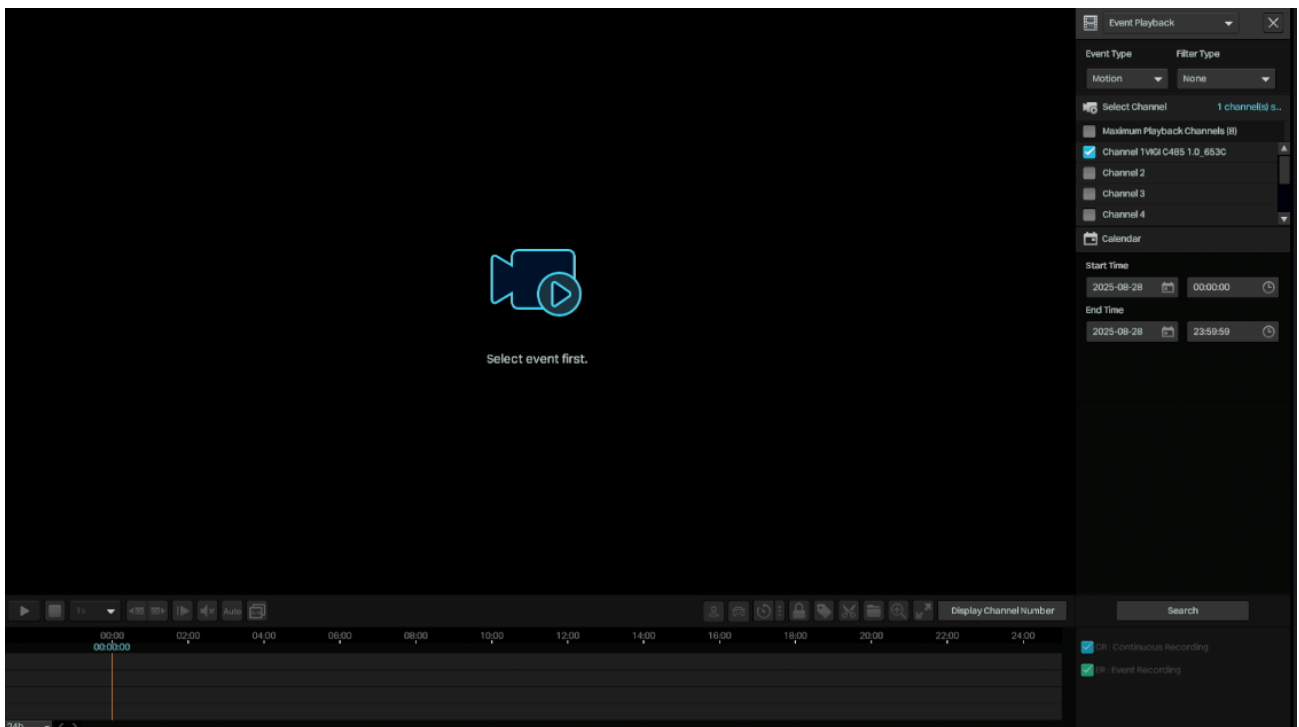 Event Playback
Event Type Filter Type
Motion None
Select Channel 1 channel(s) s...
Maximum Playback Channels (8)
Channel 1VIGI C485 1.0_653C
Channel 2
Channel 3
Channel 4
Calendar
Start Time
2025-08-28 00:00:00
End Time
2025-08-28 23:59:59
Select event first.
1x Auto Display Channel Number Search
00:00 02:00 04:00 06:00 08:00 10:00 12:00 14:00 16:00 18:00 20:00 22:00 24:00
00:00:00
CR : Continuous Recording
ER : Event Recording
24h